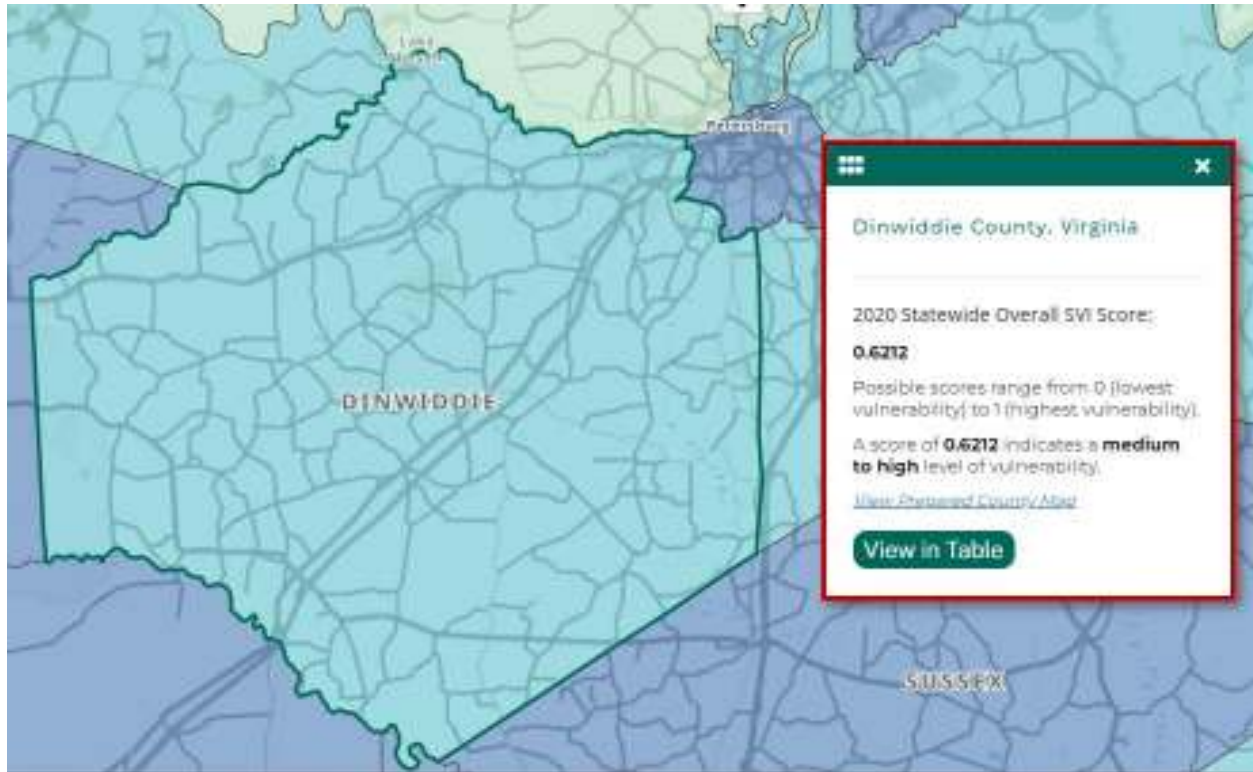 Lake
Petersburg
Dinwiddie County, Virginia
2020 Statewide Overall SVI Score:
0.6212
Possible scores range from 0 (lowest
vulnerability) to 1 (highest vulnerability).
A score of 0.6212 indicates a medium
to high level of vulnerability.
View Prepared County Map
View in Table
DINWIDDIE
SUSSEX